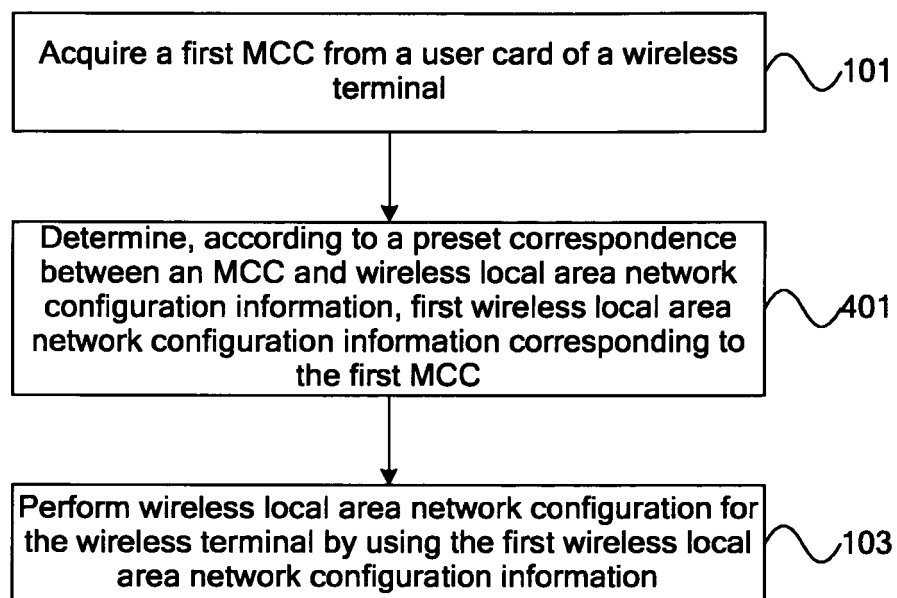 Acquire a first MCC from a user card of a wireless
terminal
101
Determine, according to a preset correspondence
between an MCC and wireless local area network
configuration information, first wireless local area
network configuration information corresponding to
the first MCC
401
Perform wireless local area network configuration for
the wireless terminal by using the first wireless local
area network configuration information
103